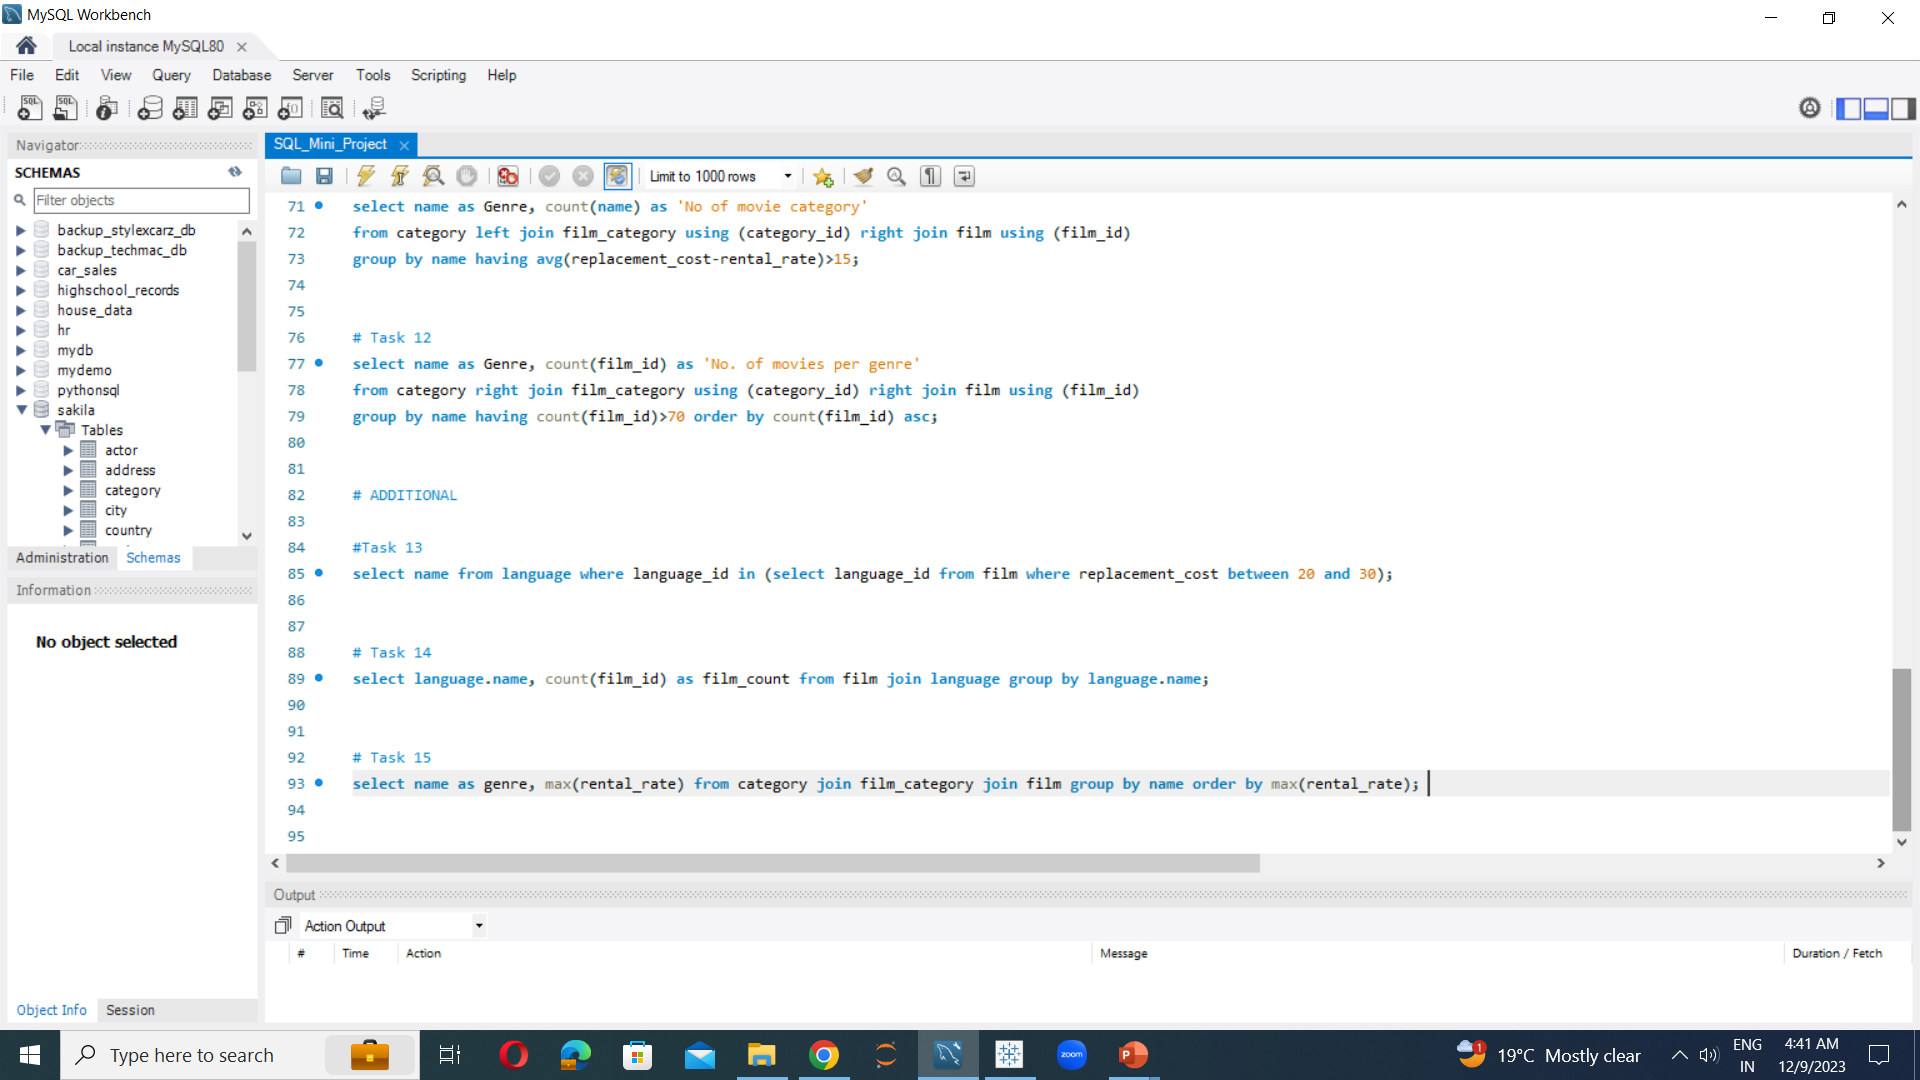 MySQL Workbench
Local instance MySQL80
File Edit View Query Database Server Tools Scripting Help
Navigator
SCHEMAS
Filter objects
backup_stylexcarz_db
backup_techmac_db
car_sales
highschool_records
house_data
hr
mydb
mydemo
pythonsql
sakila
Tables
actor
address
category
city
country
Administration Schemas
Information
No object selected
Object Info Session
SQL_Mini_Project
Limit to 1000 rows
71 select name as Genre, count(name) as 'No of movie category'
72 from category left join film_category using (category_id) right join film using (film_id)
73 group by name having avg(replacement_cost-rental_rate)>15;
74
75
76 # Task 12
77 select name as Genre, count(film_id) as 'No. of movies per genre'
78 from category right join film_category using (category_id) right join film using (film_id)
79 group by name having count(film_id)>70 order by count(film_id) asc;
80
81
82 # ADDITIONAL
83
84 #Task 13
85 select name from language where language_id in (select language_id from film where replacement_cost between 20 and 30);
86
87
88 # Task 14
89 select language.name, count(film_id) as film_count from film join language group by language.name;
90
91
92 # Task 15
93 select name as genre, max(rental_rate) from category join film_category join film group by name order by max(rental_rate);
94
95
Output
Action Output
# Time Action Message Duration / Fetch
Type here to search
zoom
1
19°C Mostly clear
ENG
IN
4:41 AM
12/9/2023